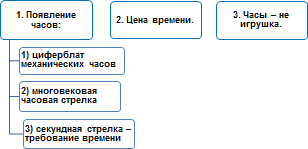 1. Появление
часов:
2. Цена времени.
3. Часы – не
игрушка.
1) циферблат
механических часов
2) многовековая
часовая стрелка
3) секундная стрелка –
требование времени